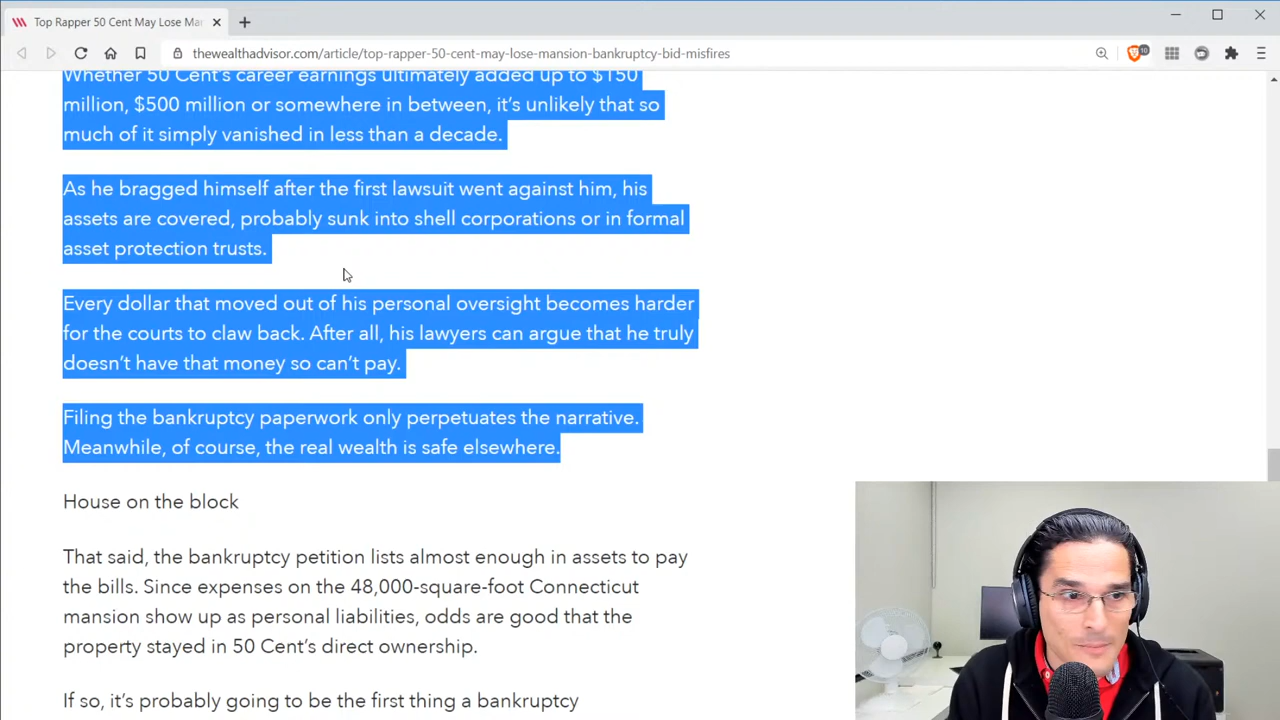 Top Rapper 50 Cent May Lose Man
thewealthadvisor.com/article/top-rapper-50-cent-may-lose-mansion-bankruptcy-bid-misfires
10
Whether 50 Cent's career earnings ultimately added up to $150
million, $500 million or somewhere in between, it's unlikely that so
much of it simply vanished in less than a decade.
As he bragged himself after the first lawsuit went against him, his
assets are covered, probably sunk into shell corporations or in formal
asset protection trusts.
Every dollar that moved out of his personal oversight becomes harder
for the courts to claw back. After all, his lawyers can argue that he truly
doesn't have that money so can't pay.
Filing the bankruptcy paperwork only perpetuates the narrative.
Meanwhile, of course, the real wealth is safe elsewhere.
House on the block
That said, the bankruptcy petition lists almost enough in assets to pay
the bills. Since expenses on the 48,000-square-foot Connecticut
mansion show up as personal liabilities, odds are good that the
property stayed in 50 Cent's direct ownership.
If so, it's probably going to be the first thing a bankruptcy